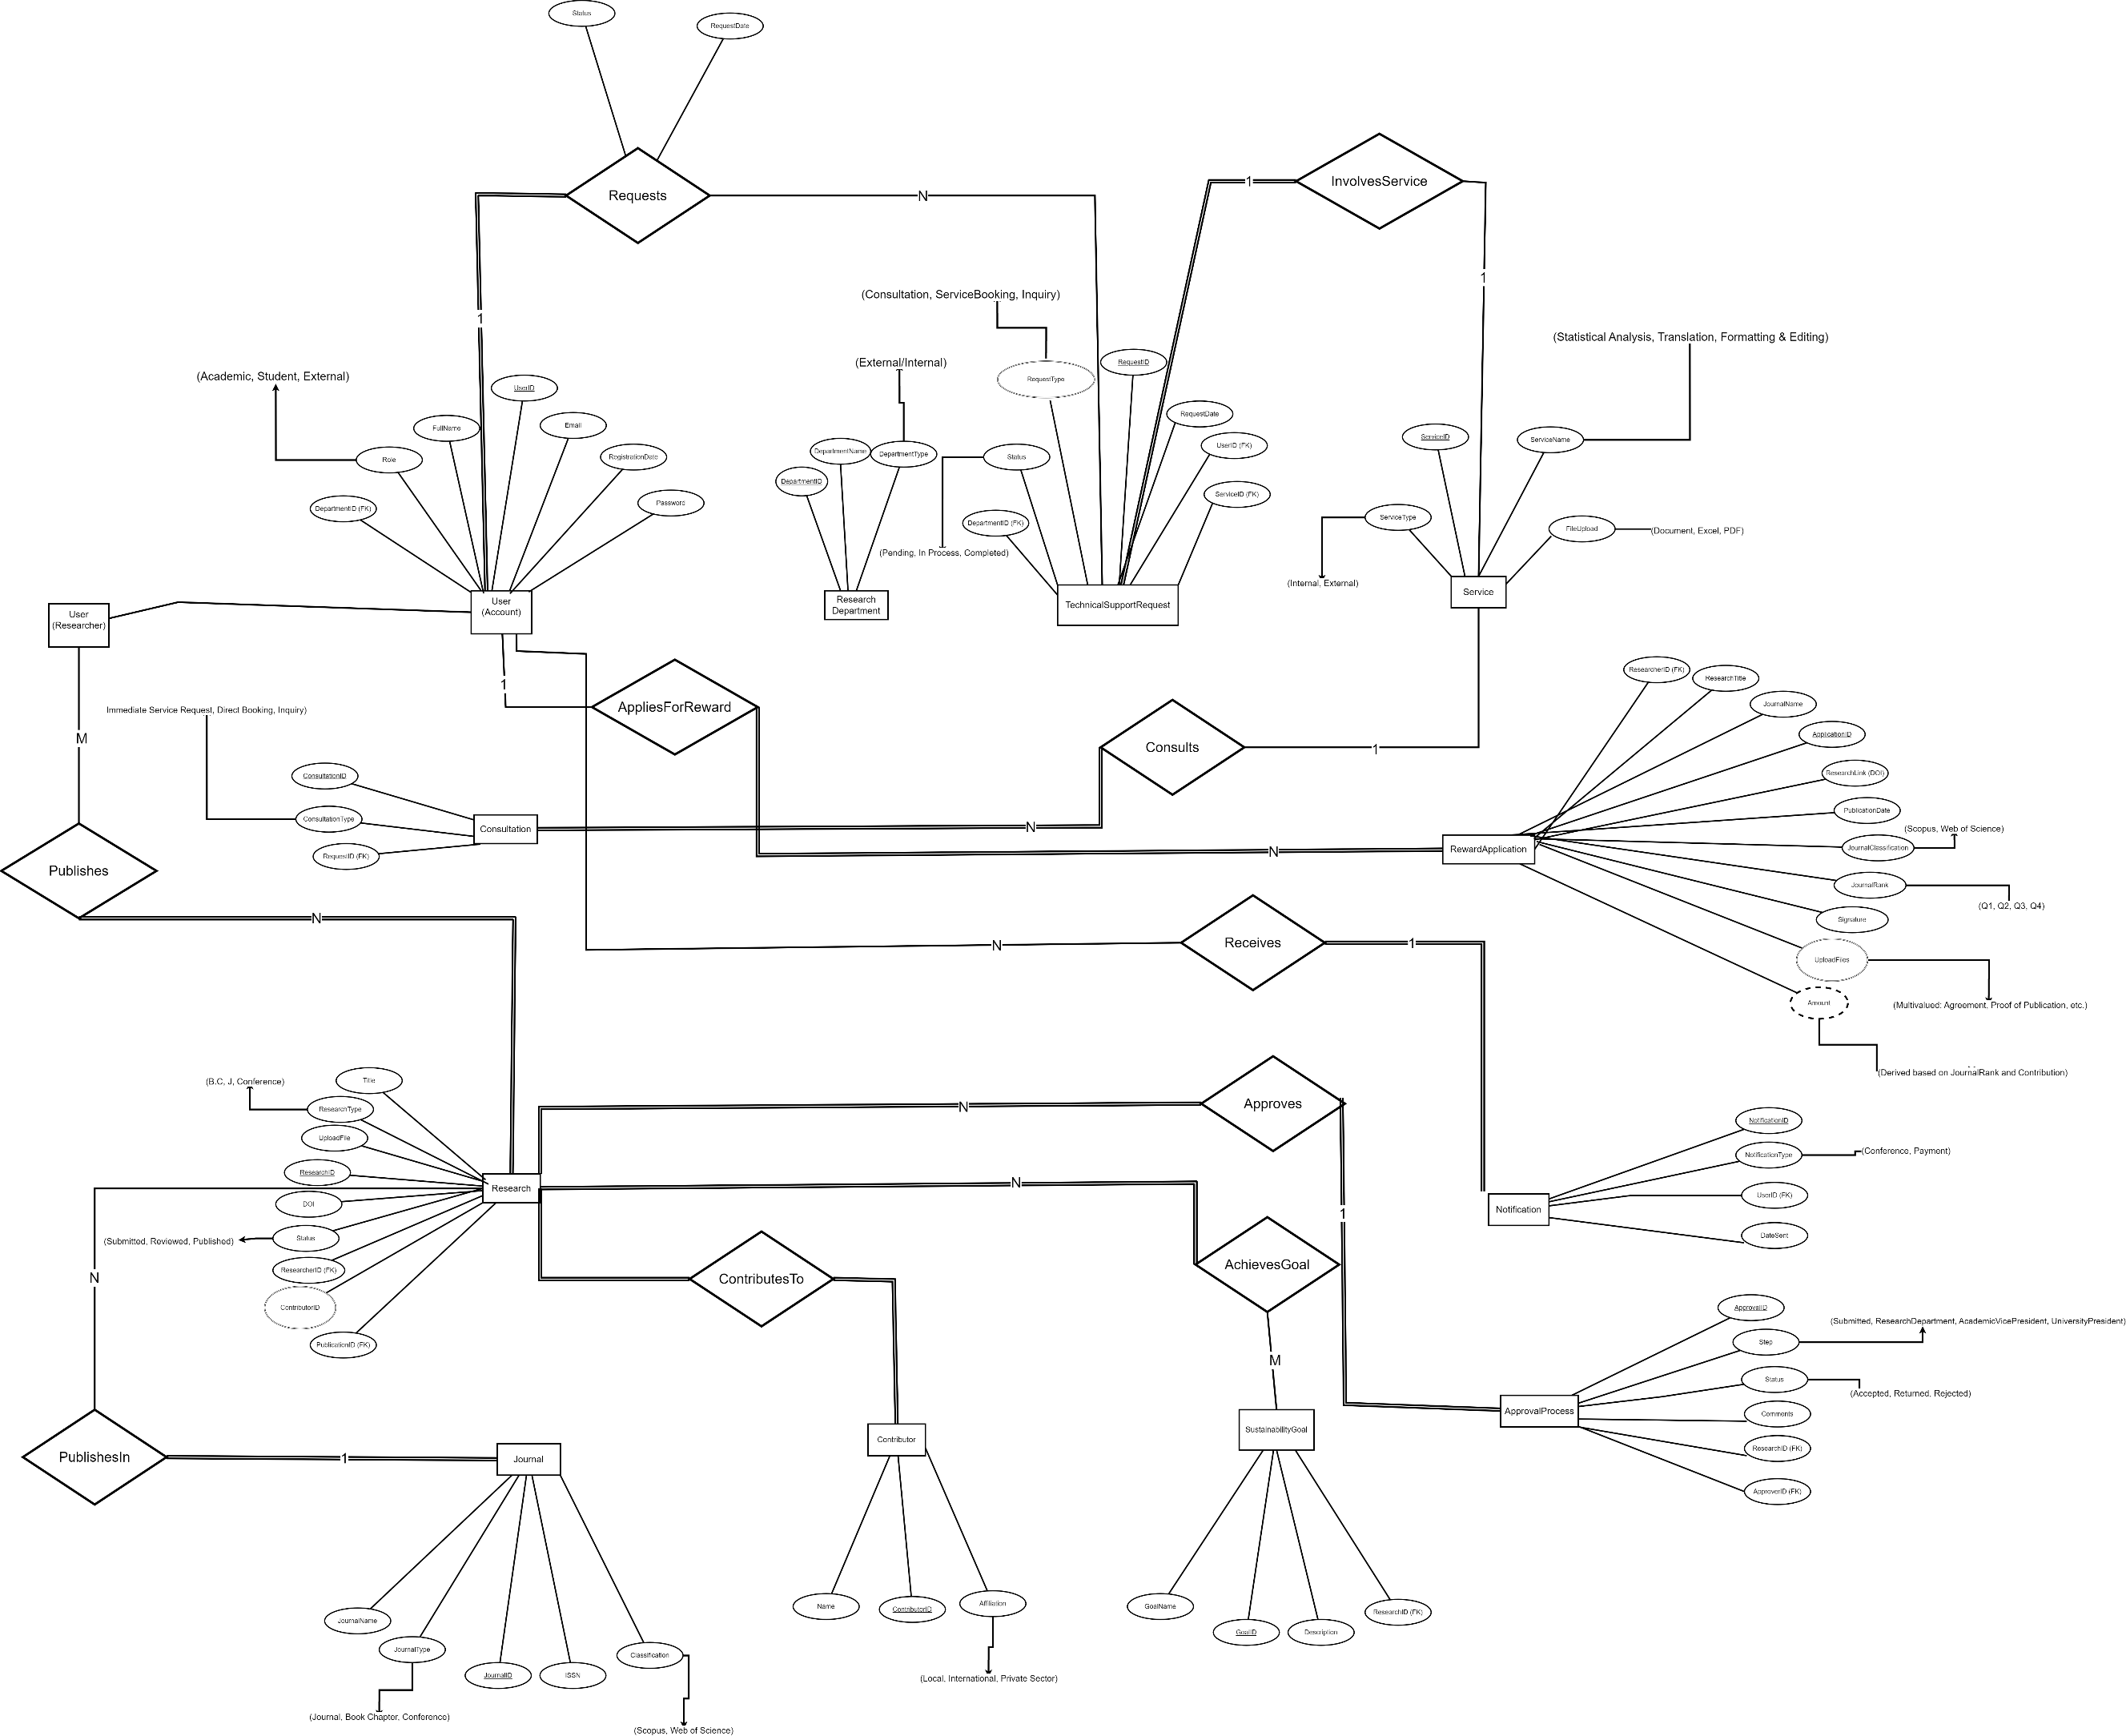 Status
RequestDate
Requests
N
1
InvolvesService
1
1
(Consultation, ServiceBooking, Inquiry)
(Statistical Analysis, Translation, Formatting & Editing)
(External/Internal)
(Academic, Student, External)
RequestID
RequestType
UserID
RequestDate
FullName
Email
ServiceID
ServiceName
UserID (FK)
DepartmentName
DepartmentType
Status
Role
RegistrationDate
DepartmentID
ServiceID (FK)
Password
DepartmentID (FK)
DepartmentID (FK)
ServiceType
FileUpload
(Document, Excel, PDF)
(Pending, In Process, Completed)
(Internal, External)
User
(Account)
Research
Department
TechnicalSupportRequest
Service
User
(Researcher)
ResearcherID (FK)
ResearchTitle
1
JournalName
AppliesForReward
Immediate Service Request, Direct Booking, Inquiry)
M
ApplicationID
Consults
1
ResearchLink (DOI)
ConsultationID
PublicationDate
ConsultationType
Consultation
N
(Scopus, Web of Science)
RequestID (FK)
N
RewardApplication
JournalClassification
Publishes
JournalRank
(Q1, Q2, Q3, Q4)
N
Signature
N
Receives
1
UploadFiles
(Multivalued: Agreement, Proof of Publication, etc.)
Amount
(Derived based on JournalRank and Contribution)
(B.C, J, Conference)
Title
ResearchType
N
Approves
UploadFile
NotificationID
NotificationType
(Conference, Payment)
ResearchID
Research
N
UserID (FK)
DOI
1
Notification
Status
(Submitted, Reviewed, Published)
DateSent
ResearcherID (FK)
AchievesGoal
N
ContributesTo
ContributorID
ApprovalID
(Submitted, ResearchDepartment, AcademicVicePresident, UniversityPresident)
PublicationID (FK)
Step
M
Status
(Accepted, Returned, Rejected)
ApprovalProcess
Comments
SustainabilityGoal
Contributor
ResearchID (FK)
PublishesIn
1
Journal
ApproverID (FK)
JournalName
Name
ContributorID
Affiliation
GoalName
ResearchID (FK)
GoalID
Description
JournalType
Classification
JournalID
ISSN
(Local, International, Private Sector)
(Journal, Book Chapter, Conference)
(Scopus, Web of Science)